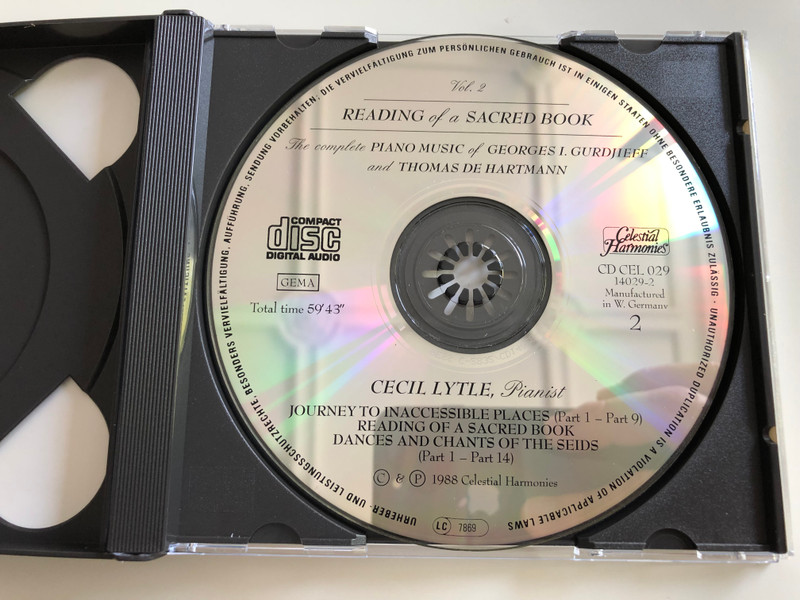 Vol. 2
READING of a SACRED BOOK
The complete PIANO MUSIC of GEORGES I. GURDJIEFF
and THOMAS DE HARTMANN
COMPACT
disc
DIGITAL AUDIO
GEMA
Total time 59'43"
Celestial
Harmonies
CD CEL 029
14029-2
Manufactured
in W. Germany
2
CECIL LYTLE, Pianist
JOURNEY TO INACCESSIBLE PLACES (Part 1 – Part 9)
READING OF A SACRED BOOK
DANCES AND CHANTS OF THE SEIDS
(Part 1 – Part 14)
© & ℗ 1988 Celestial Harmonies
LC 7869
URHEBER- UND LEISTUNGSSCHUTZRECHTE, BESONDERS VERVIELFÄLTIGUNG, AUFFÜHRUNG, SENDUNG VORBEHALTEN; DIE VERVIELFÄLTIGUNG ZUM PERSÖNLICHEN GEBRAUCH IST IN EINIGEN STAATEN OHNE BESONDERE ERLAUBNIS ZULÄSSIG · UNAUTHORIZED DUPLICATION IS A VIOLATION OF APPLICABLE LAWS